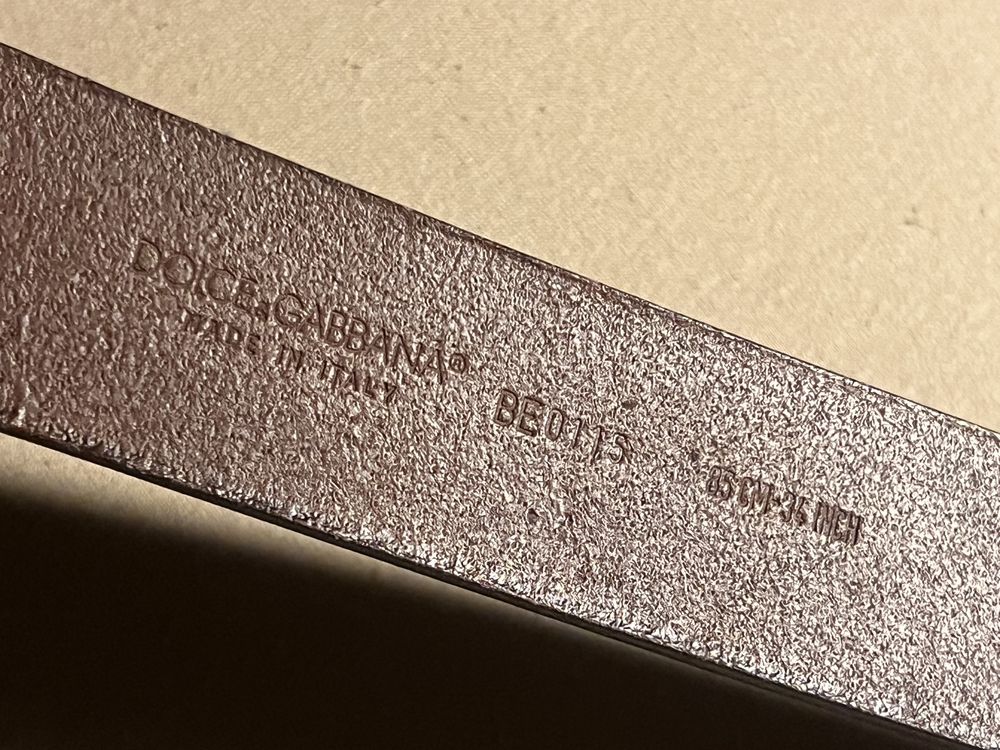 DOLCE&GABBANA®
MADE IN ITALY
BE0115
85 CM-34 INCH